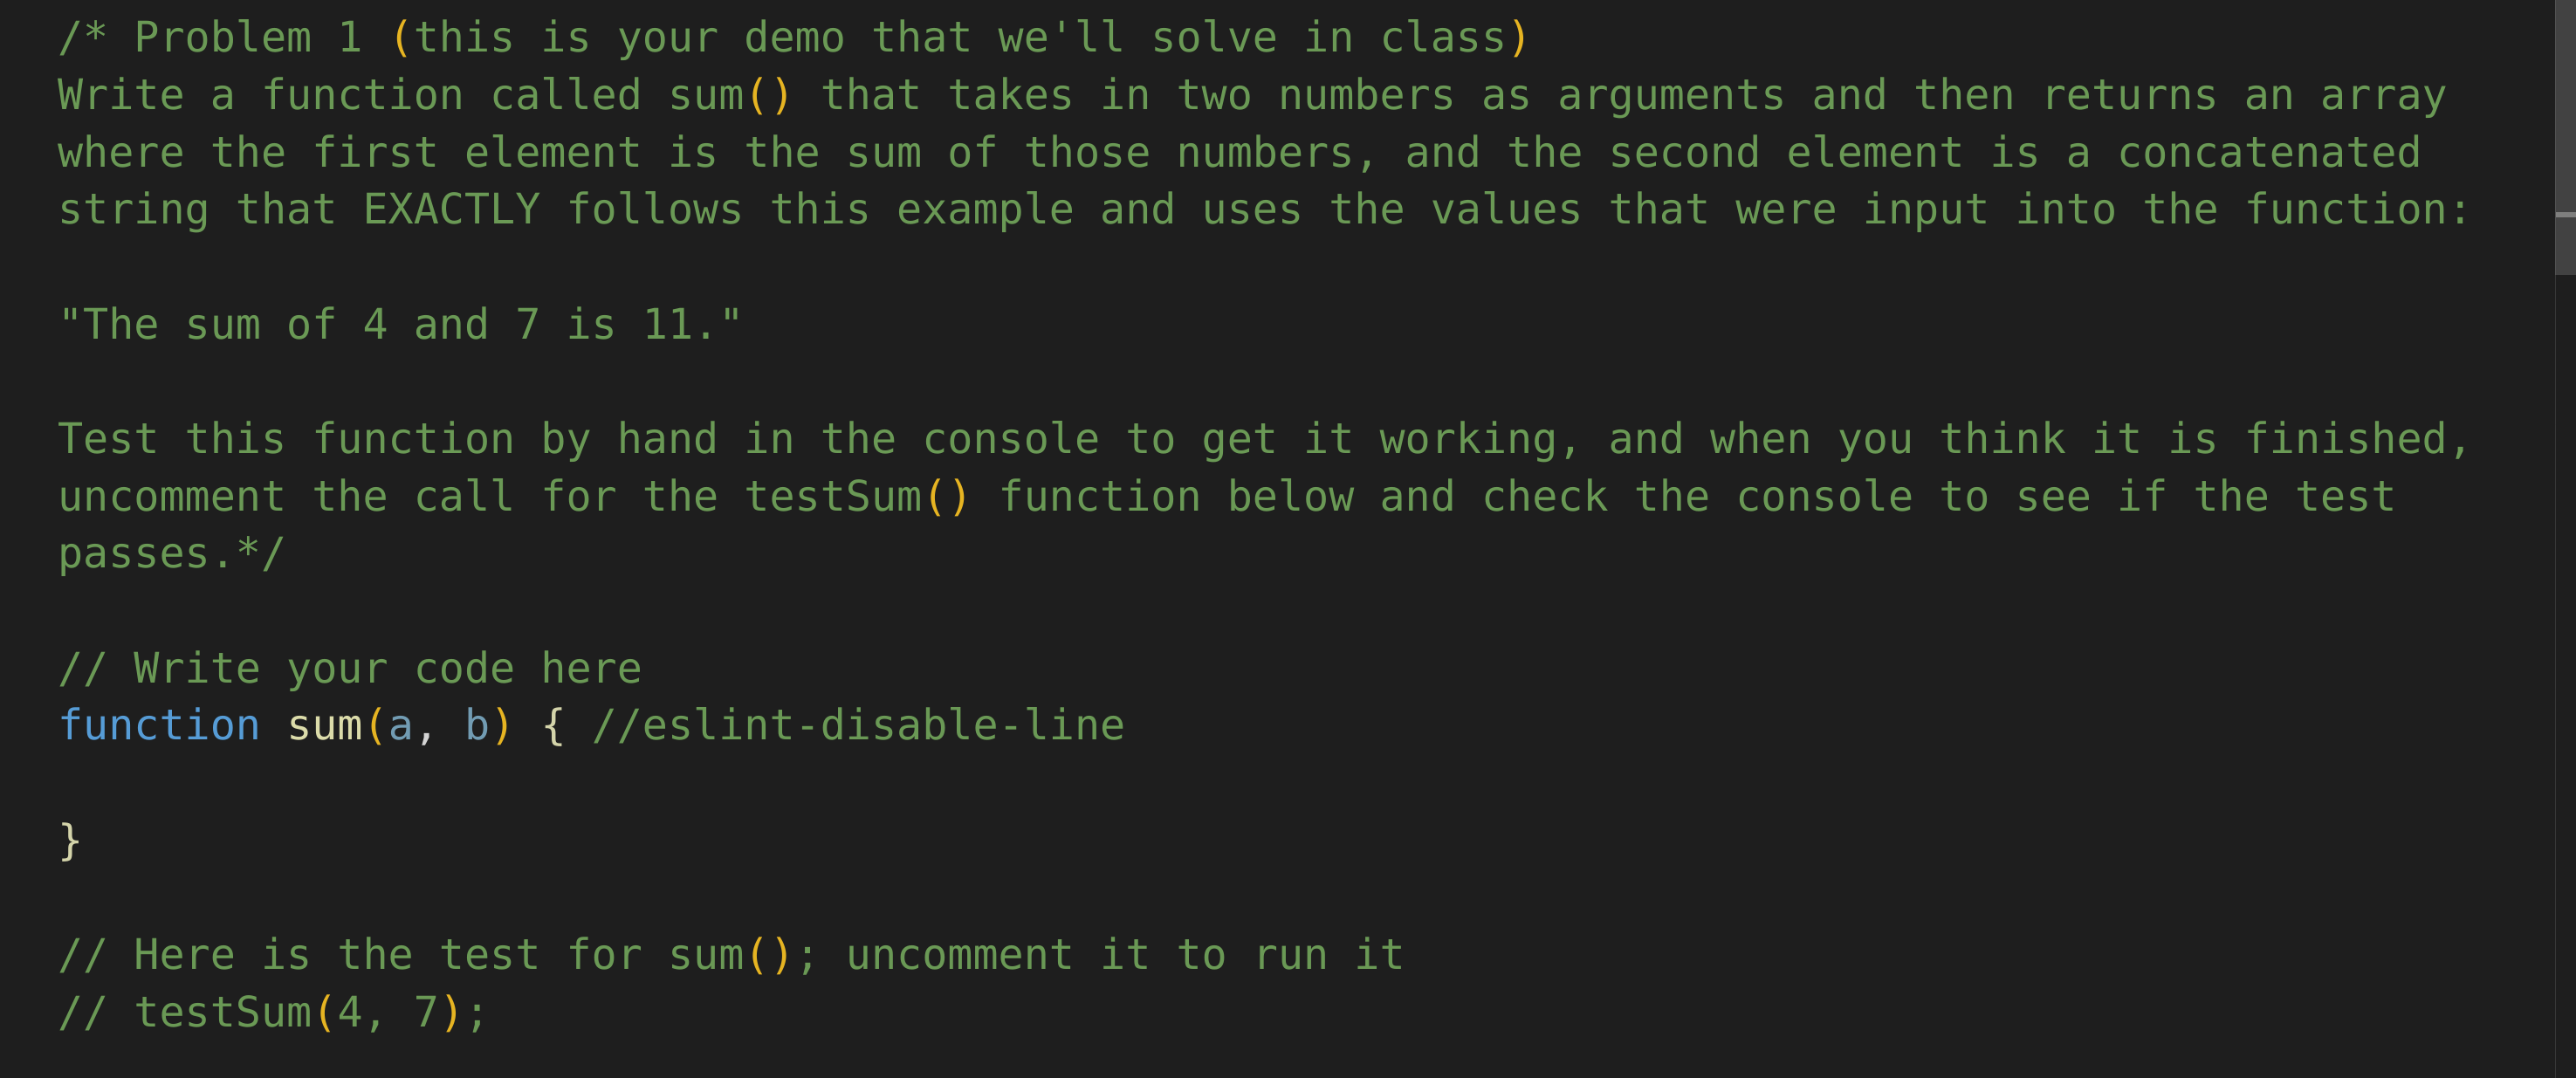 /* Problem 1 (this is your demo that we'll solve in class)
Write a function called sum() that takes in two numbers as arguments and then returns an array
where the first element is the sum of those numbers, and the second element is a concatenated
string that EXACTLY follows this example and uses the values that were input into the function:
"The sum of 4 and 7 is 11."
Test this function by hand in the console to get it working, and when you think it is finished,
uncomment the call for the testSum() function below and check the console to see if the test
passes.*/
// Write your code here
function sum(a, b) { //eslint-disable-line
}
// Here is the test for sum(); uncomment it to run it
// testSum(4, 7);